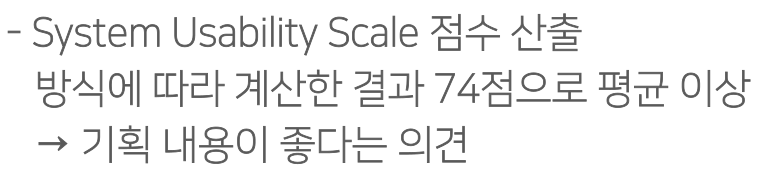 - System Usability Scale 점수 산출
방식에 따라 계산한 결과 74점으로 평균 이상
→ 기획 내용이 좋다는 의견